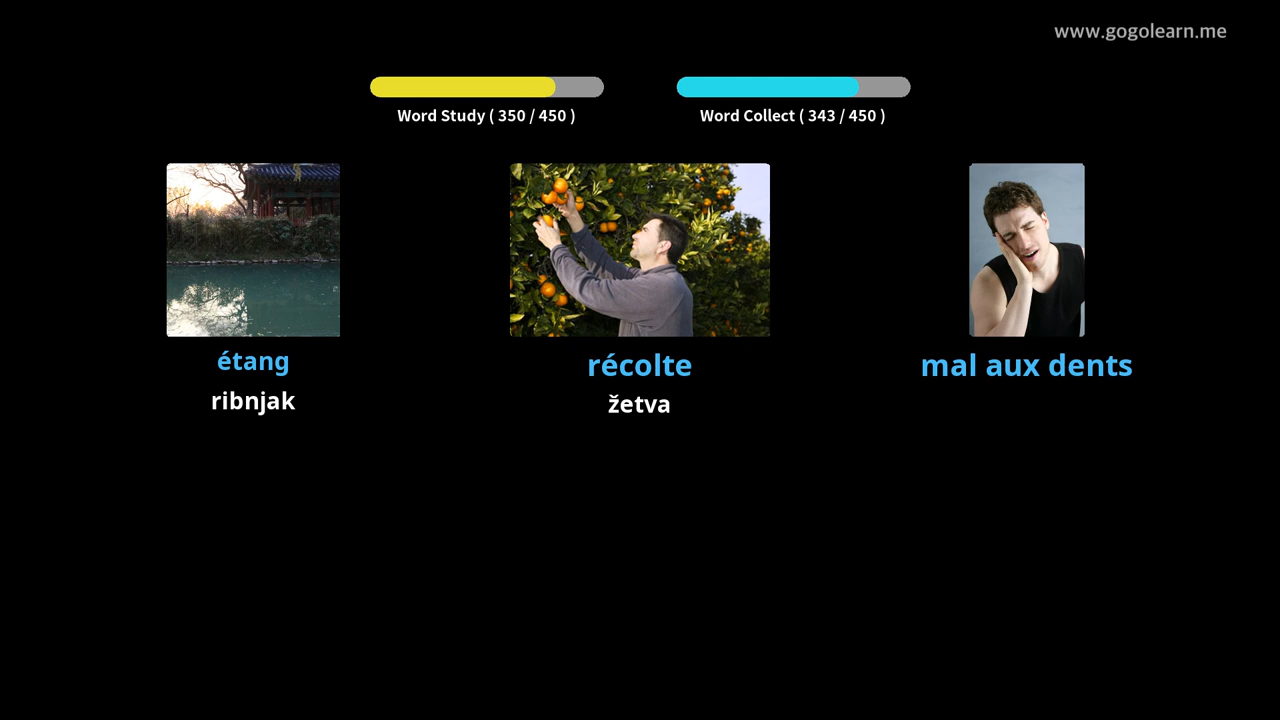 www.gogolearn.me
Word Study ( 350 / 450 )
Word Collect ( 343 / 450 )
étang
ribnjak
récolte
žetva
mal aux dents